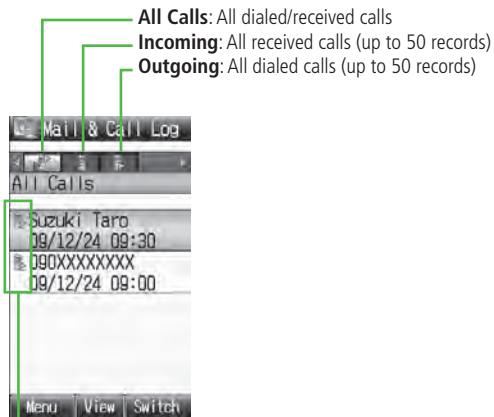 All Calls: All dialed/received calls
Incoming: All received calls (up to 50 records)
Outgoing: All dialed calls (up to 50 records)
Mail & Call Log
All Calls
Suzuki Taro
09/12/24 09:30
090XXXXXXXX
09/12/24 09:00
Menu View Switch